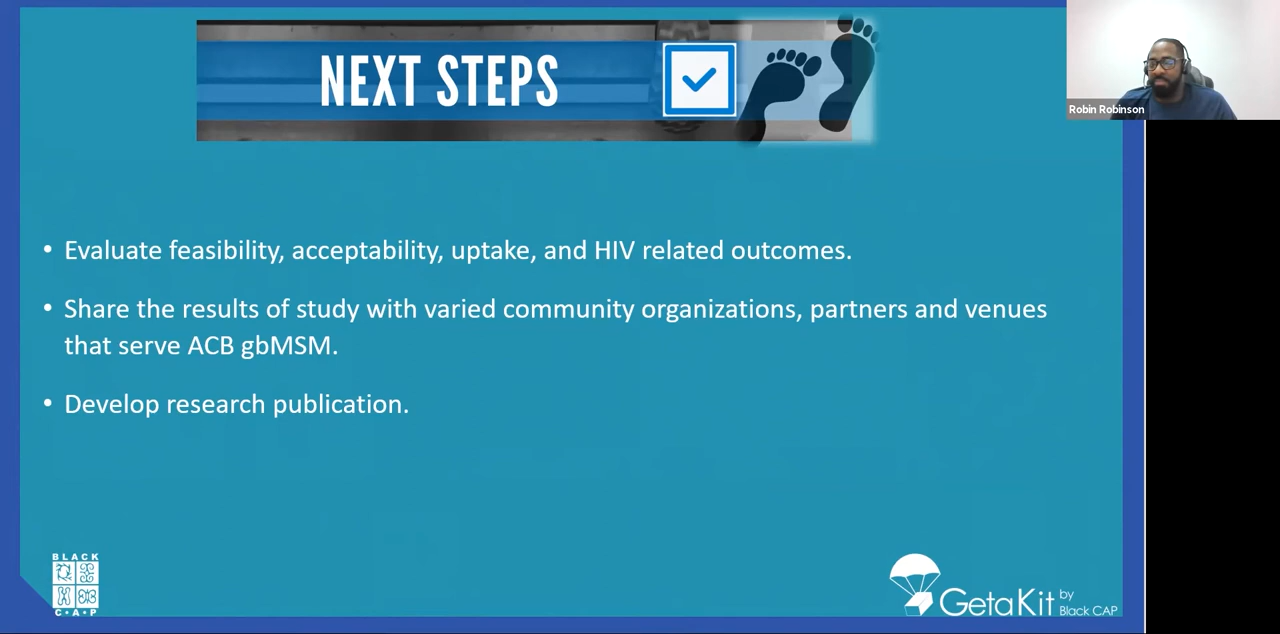 NEXT STEPS
Robin Robinson
• Evaluate feasibility, acceptability, uptake, and HIV related outcomes.
• Share the results of study with varied community organizations, partners and venues
that serve ACB gbMSM.
• Develop research publication.
BLACK
C•A•P
GetaKit by
Black CAP